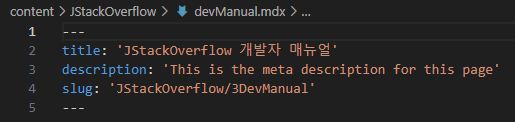 content > JStackOverflow > devManual.mdx > ...
1 ---
2 title: 'JStackOverflow 개발자 매뉴얼'
3 description: 'This is the meta description for this page'
4 slug: 'JStackOverflow/3DevManual'
5 ---